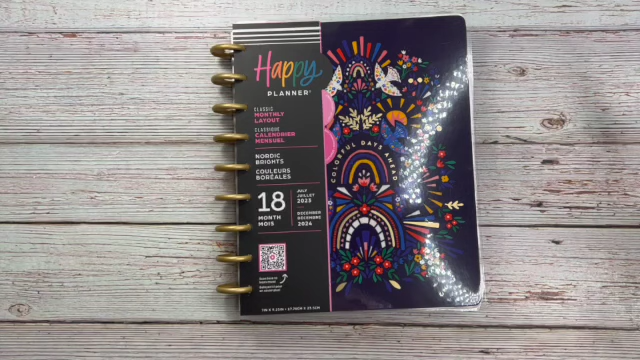 Happy
PLANNER®
CLASSIC
MONTHLY
LAYOUT
CLASSIQUE
CALENDRIER
MENSUEL
NORDIC
BRIGHTS
COULEURS
BORÉALES
18
MONTH
MOIS
JULY
JUILLET
2023
DECEMBER
DÉCEMBRE
2024
COLORFUL DAYS AHEAD